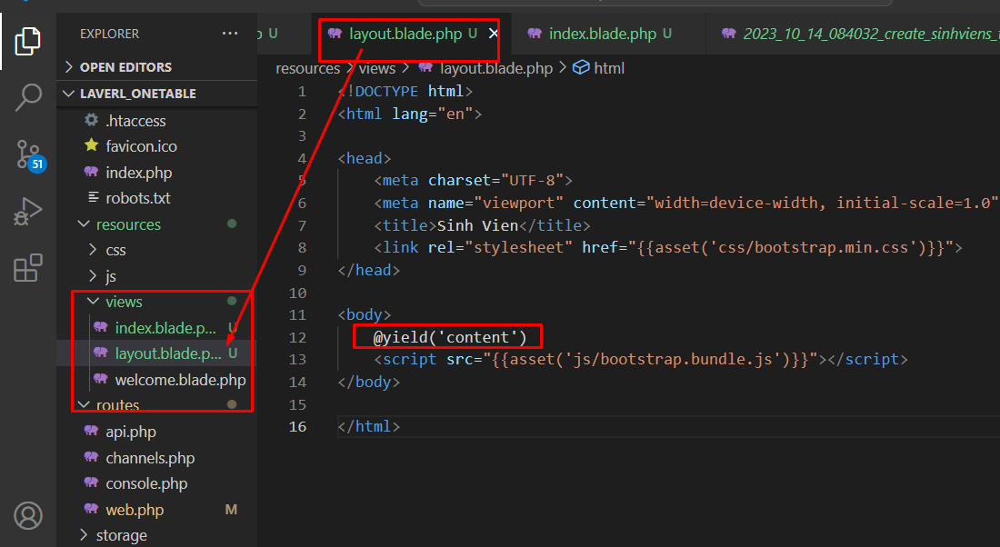 EXPLORER
...
OPEN EDITORS
LAVERL_ONETABLE
.htaccess
favicon.ico
index.php
robots.txt
resources
css
js
views
index.blade.p... U
layout.blade.p... U
welcome.blade.php
routes
api.php
channels.php
console.php
web.php M
storage
51
p U
layout.blade.php U ×
index.blade.php U
2023_10_14_084032_create_sinhviens_t
resources > views > layout.blade.php > html
1 <!DOCTYPE html>
2 <html lang="en">
3
4 <head>
5 <meta charset="UTF-8">
6 <meta name="viewport" content="width=device-width, initial-scale=1.0"
7 <title>Sinh Vien</title>
8 <link rel="stylesheet" href="{{asset('css/bootstrap.min.css')}}">
9 </head>
10
11 <body>
12 @yield('content')
13 <script src="{{asset('js/bootstrap.bundle.js')}}"></script>
14 </body>
15
16 </html>